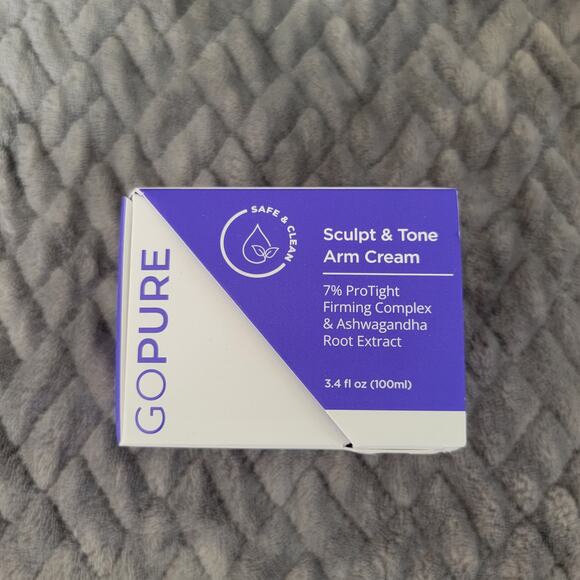 GOPURE
SAFE & CLEAN
Sculpt & Tone
Arm Cream
7% ProTight
Firming Complex
& Ashwagandha
Root Extract
3.4 fl oz (100ml)